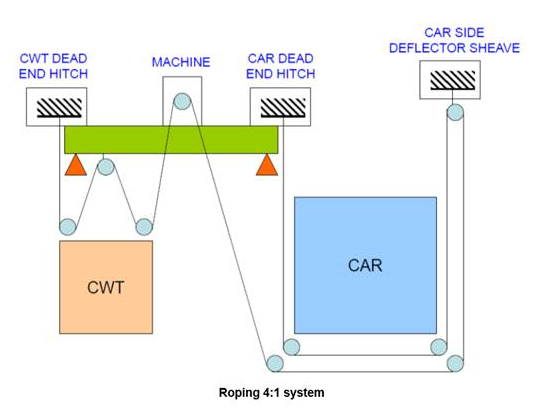 CAR SIDE
DEFLECTOR SHEAVE
CWT DEAD
END HITCH
MACHINE
CAR DEAD
END HITCH
CAR
CWT
Roping 4:1 system